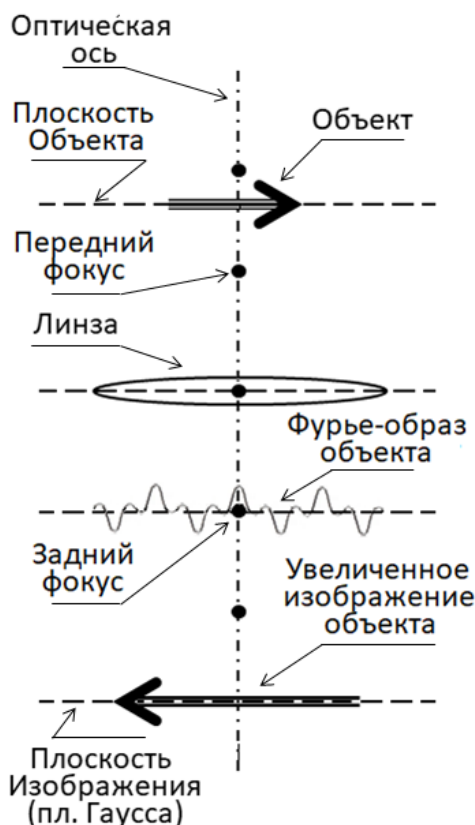 Оптическая
ось
Плоскость
Объекта
Объект
Передний
фокус
Линза
Фурье-образ
объекта
Задний
фокус
Увеличенное
изображение
объекта
Плоскость
Изображения
(пл. Гаусса)